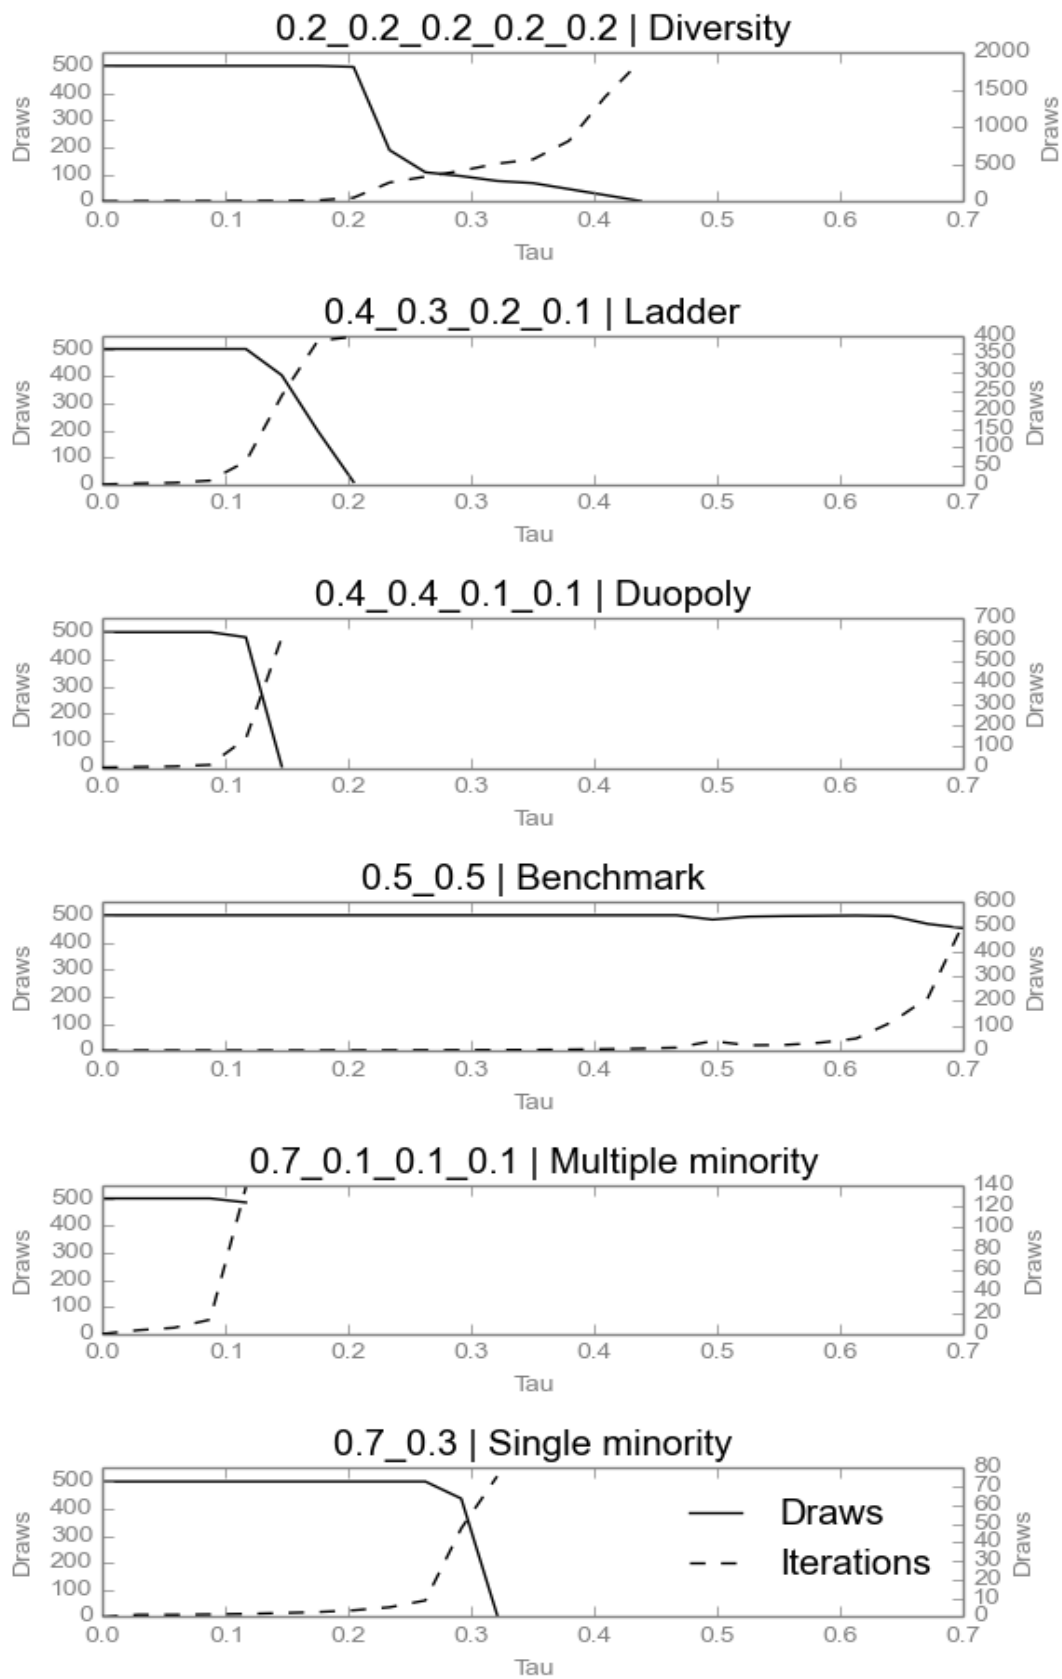 0.2_0.2_0.2_0.2_0.2 | Diversity
500 400 300 200 100 0
Draws
2000 1500 1000 500 0
Draws
0.0 0.1 0.2 0.3 0.4 0.5 0.6 0.7
Tau
0.4_0.3_0.2_0.1 | Ladder
500 400 300 200 100 0
Draws
400 350 300 250 200 150 100 50 0
Draws
0.0 0.1 0.2 0.3 0.4 0.5 0.6 0.7
Tau
0.4_0.4_0.1_0.1 | Duopoly
500 400 300 200 100 0
Draws
700 600 500 400 300 200 100 0
Draws
0.0 0.1 0.2 0.3 0.4 0.5 0.6 0.7
Tau
0.5_0.5 | Benchmark
500 400 300 200 100 0
Draws
600 500 400 300 200 100 0
Draws
0.0 0.1 0.2 0.3 0.4 0.5 0.6 0.7
Tau
0.7_0.1_0.1_0.1 | Multiple minority
500 400 300 200 100 0
Draws
140 120 100 80 60 40 20 0
Draws
0.0 0.1 0.2 0.3 0.4 0.5 0.6 0.7
Tau
0.7_0.3 | Single minority
500 400 300 200 100 0
Draws
80 70 60 50 40 30 20 10 0
Draws
Draws
Iterations
0.0 0.1 0.2 0.3 0.4 0.5 0.6 0.7
Tau